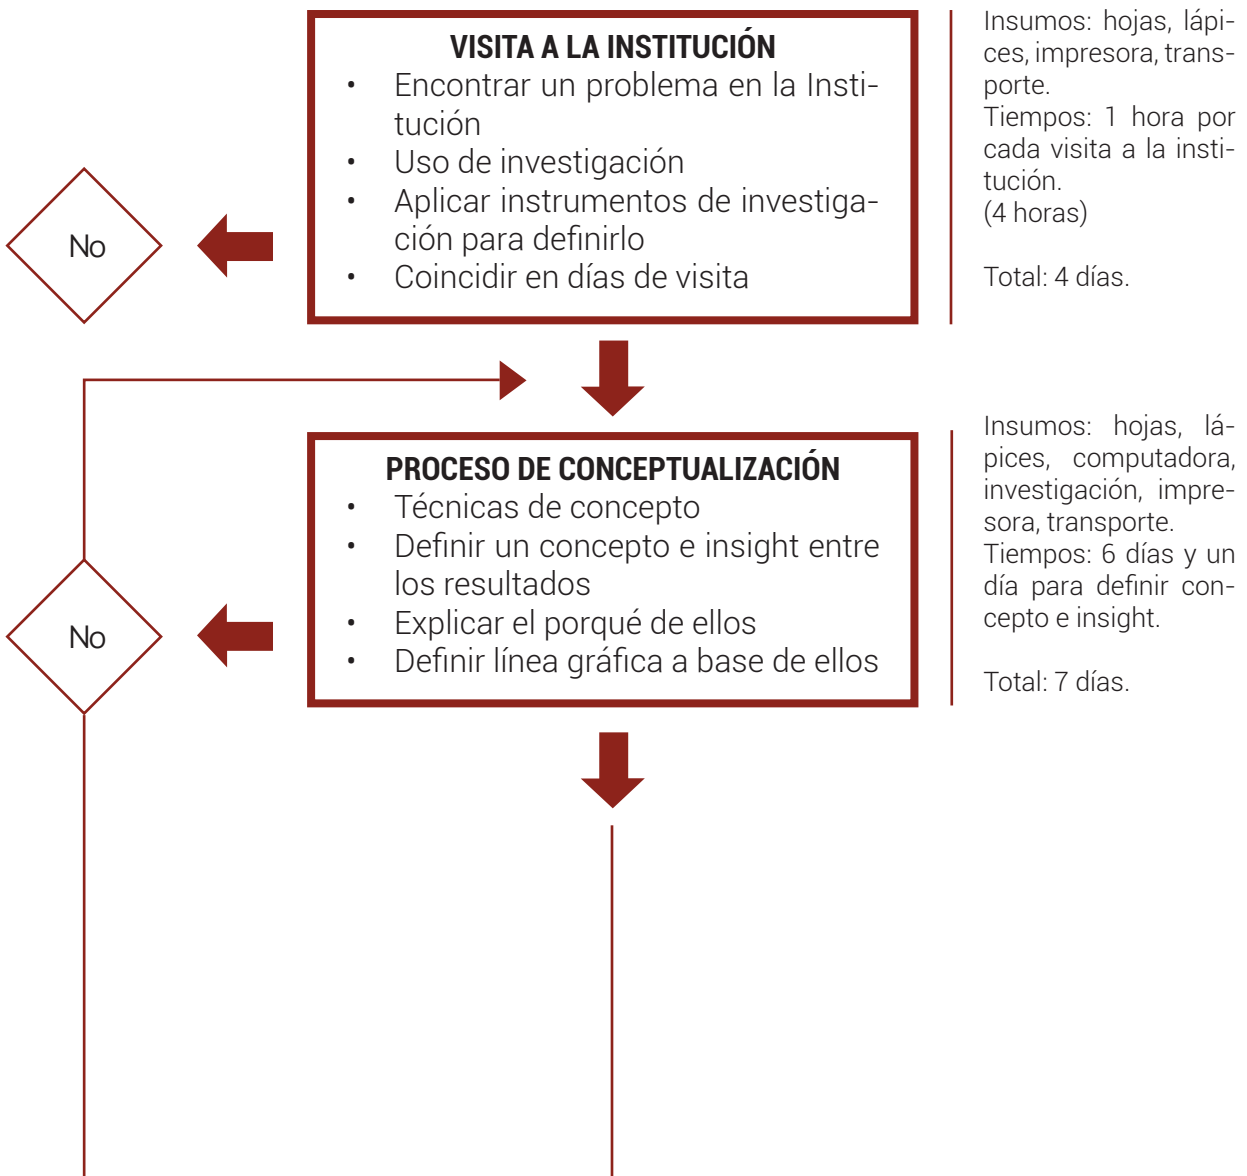 VISITA A LA INSTITUCIÓN
• Encontrar un problema en la Insti-
tución
• Uso de investigación
• Aplicar instrumentos de investiga-
ción para definirlo
• Coincidir en días de visita
Insumos: hojas, lápi-
ces, impresora, trans-
porte.
Tiempos: 1 hora por
cada visita a la insti-
tución.
(4 horas)
Total: 4 días.
No
PROCESO DE CONCEPTUALIZACIÓN
• Técnicas de concepto
• Definir un concepto e insight entre
los resultados
• Explicar el porqué de ellos
• Definir línea gráfica a base de ellos
Insumos: hojas, lá-
pices, computadora,
investigación, impre-
sora, transporte.
Tiempos: 6 días y un
día para definir con-
cepto e insight.
Total: 7 días.
No